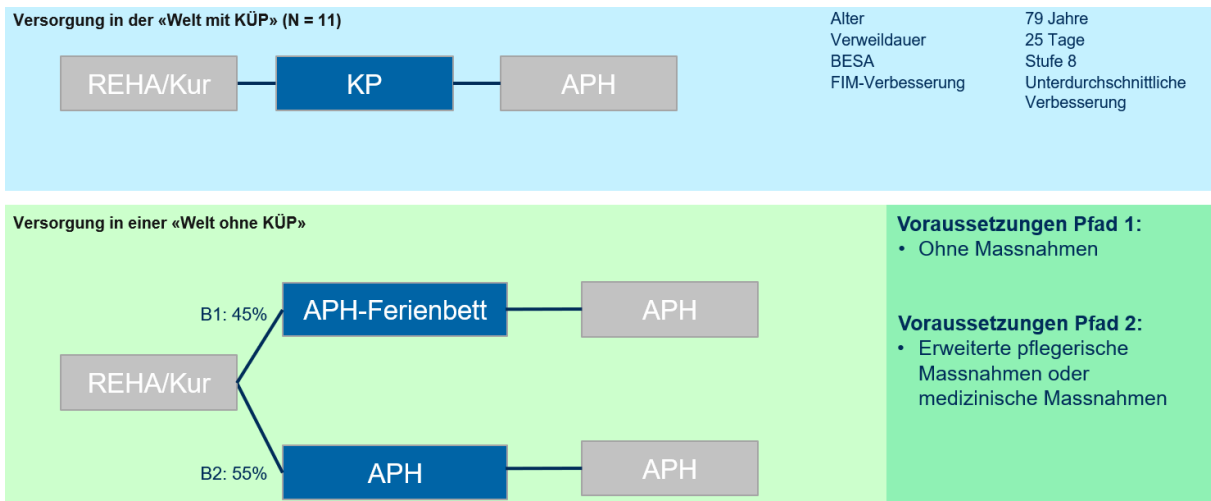 Versorgung in der «Welt mit KÜP» (N = 11)
REHA/Kur
KP
APH
Alter 79 Jahre
Verweildauer 25 Tage
BESA Stufe 8
FIM-Verbesserung Unterdurchschnittliche
Verbesserung
Versorgung in einer «Welt ohne KÜP»
B1: 45%
APH-Ferienbett
APH
REHA/Kur
B2: 55%
APH
APH
Voraussetzungen Pfad 1:
• Ohne Massnahmen
Voraussetzungen Pfad 2:
• Erweiterte pflegerische
Massnahmen oder
medizinische Massnahmen